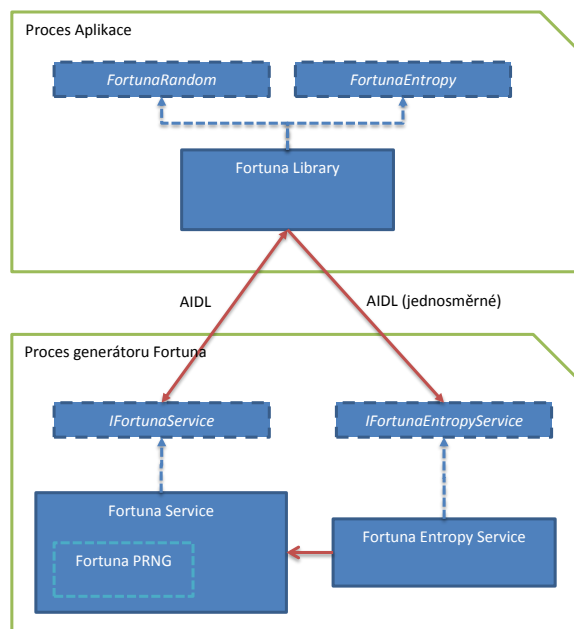 Proces Aplikace
FortunaRandom
FortunaEntropy
Fortuna Library
AIDL
AIDL (jednosměrné)
Proces generátoru Fortuna
IFortunaService
IFortunaEntropyService
Fortuna Service
Fortuna PRNG
Fortuna Entropy Service